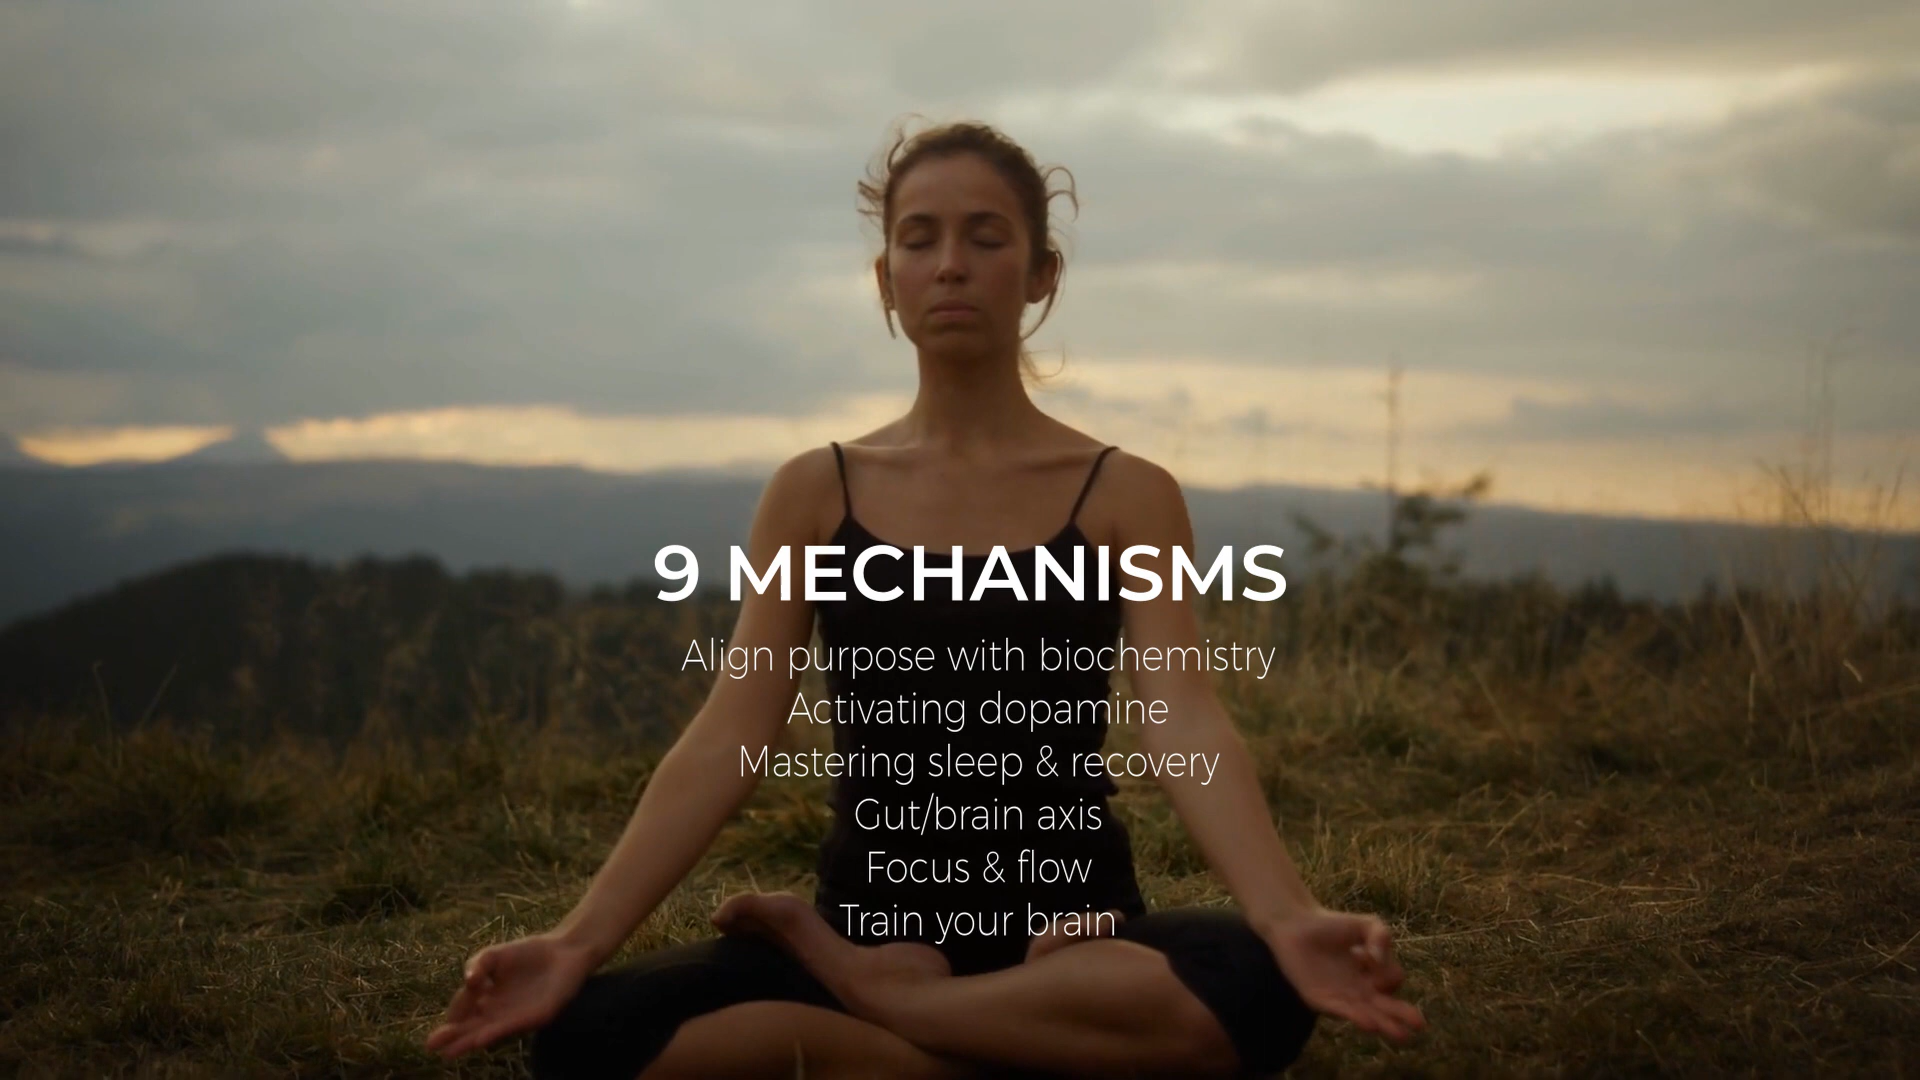 9 MECHANISMS
Align purpose with biochemistry
Activating dopamine
Mastering sleep & recovery
Gut/brain axis
Focus & flow
Train your brain